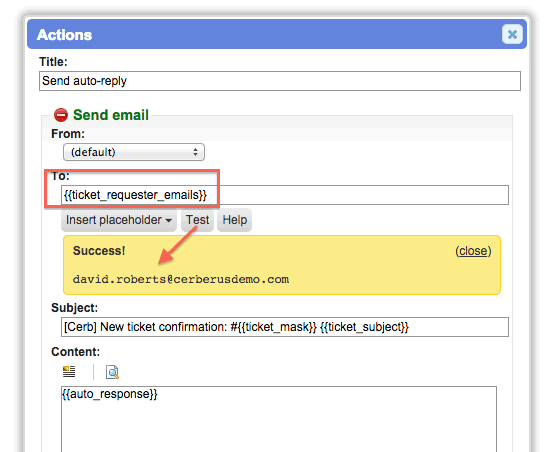 Actions
Title:
Send auto-reply
Send email
From:
(default)
To:
{{ticket_requester_emails}}
Insert placeholder Test Help
Success! (close)
david.roberts@cerberusdemo.com
Subject:
[Cerb] New ticket confirmation: #{{ticket_mask}} {{ticket_subject}}
Content:
{{auto_response}}